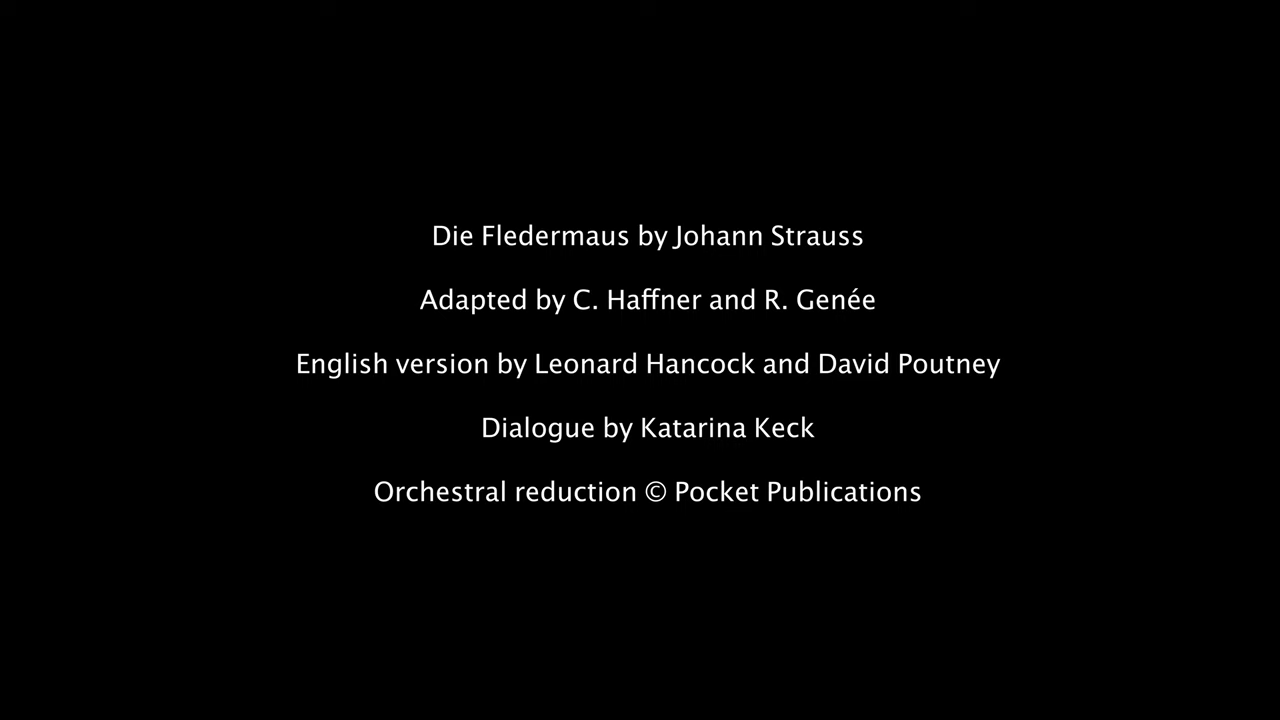 Die Fledermaus by Johann Strauss
Adapted by C. Haffner and R. Genée
English version by Leonard Hancock and David Poutney
Dialogue by Katarina Keck
Orchestral reduction © Pocket Publications